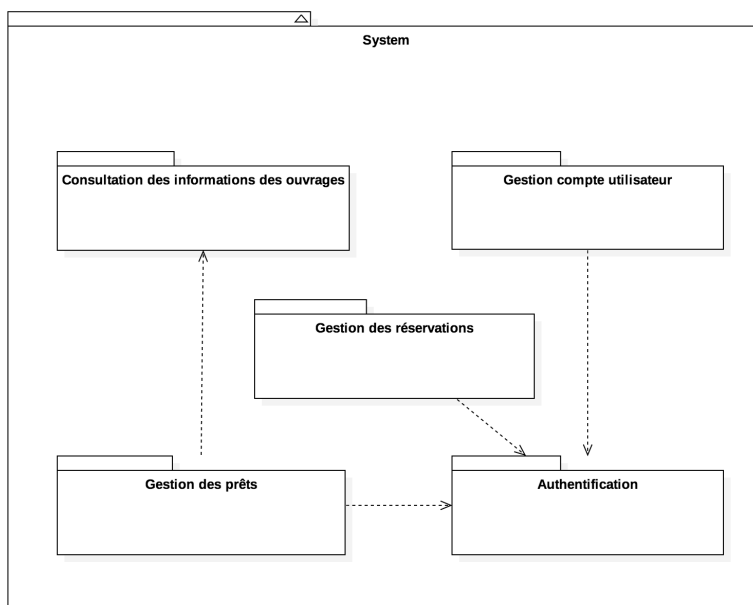 System
Consultation des informations des ouvrages
Gestion compte utilisateur
Gestion des réservations
Gestion des prêts
Authentification